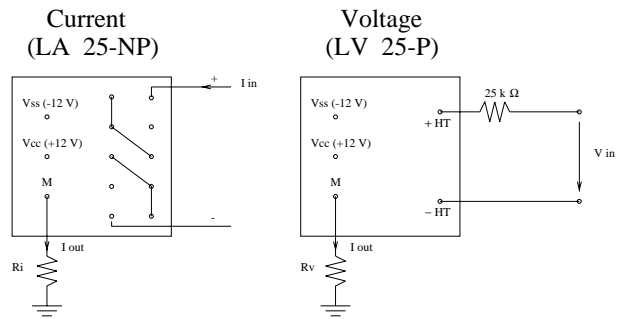 Current
(LA 25-NP)
Vss (-12 V)
Vcc (+12 V)
M
+
I in
-
I out
Ri
Voltage
(LV 25-P)
Vss (-12 V)
Vcc (+12 V)
M
25 k Ω
+ HT
V in
− HT
I out
Rv